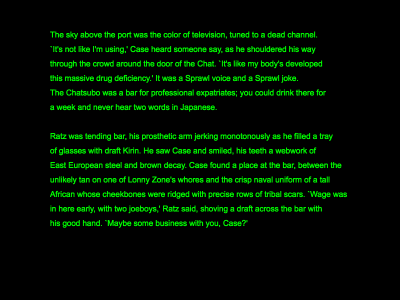 The sky above the port was the color of television, tuned to a dead channel.
`It's not like I'm using,' Case heard someone say, as he shouldered his way
through the crowd around the door of the Chat. `It's like my body's developed
this massive drug deficiency.' It was a Sprawl voice and a Sprawl joke.
The Chatsubo was a bar for professional expatriates; you could drink there for
a week and never hear two words in Japanese.

Ratz was tending bar, his prosthetic arm jerking monotonously as he filled a tray
of glasses with draft Kirin. He saw Case and smiled, his teeth a webwork of
East European steel and brown decay. Case found a place at the bar, between the
unlikely tan on one of Lonny Zone's whores and the crisp naval uniform of a tall
African whose cheekbones were ridged with precise rows of tribal scars. `Wage was
in here early, with two joeboys,' Ratz said, shoving a draft across the bar with
his good hand. `Maybe some business with you, Case?'